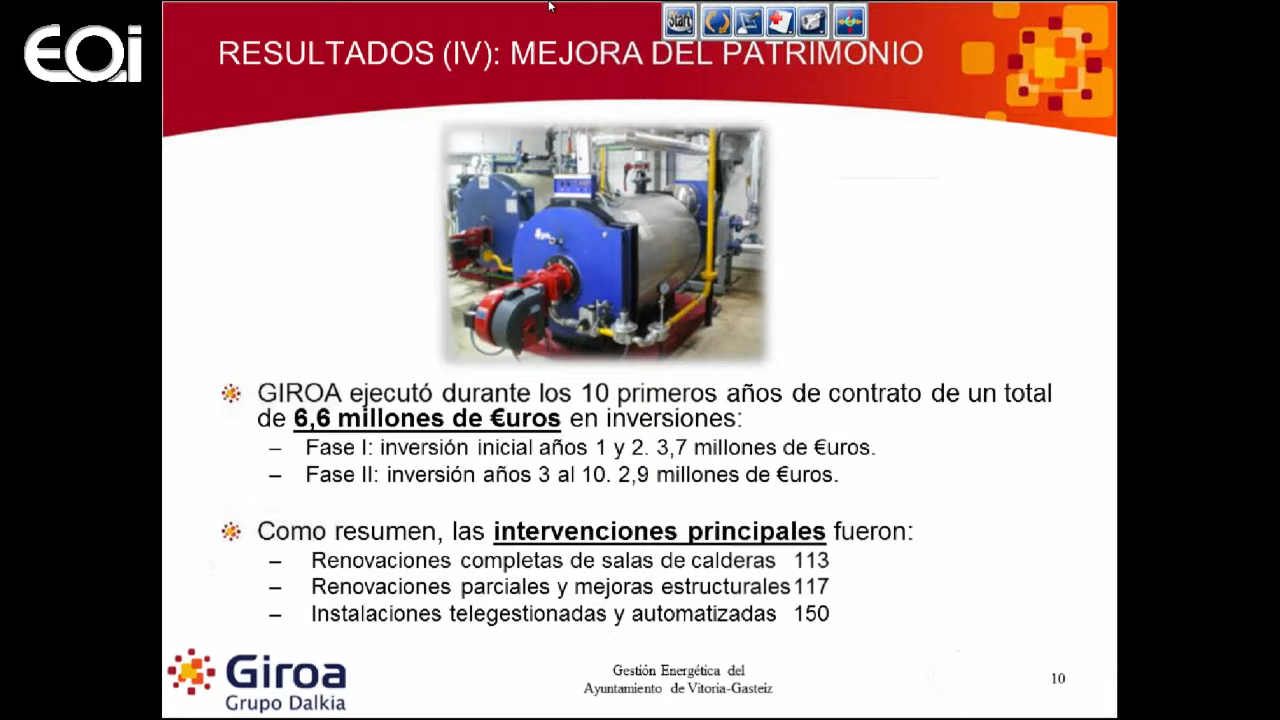 EOi
Start
RESULTADOS (IV): MEJORA DEL PATRIMONIO
GIROA ejecutó durante los 10 primeros años de contrato de un total
de 6,6 millones de €uros en inversiones:
– Fase I: inversión inicial años 1 y 2. 3,7 millones de €uros.
– Fase II: inversión años 3 al 10. 2,9 millones de €uros.
Como resumen, las intervenciones principales fueron:
– Renovaciones completas de salas de calderas 113
– Renovaciones parciales y mejoras estructurales 117
– Instalaciones telegestionadas y automatizadas 150
Giroa
Grupo Dalkia
Gestión Energética del
Ayuntamiento de Vitoria-Gasteiz
10